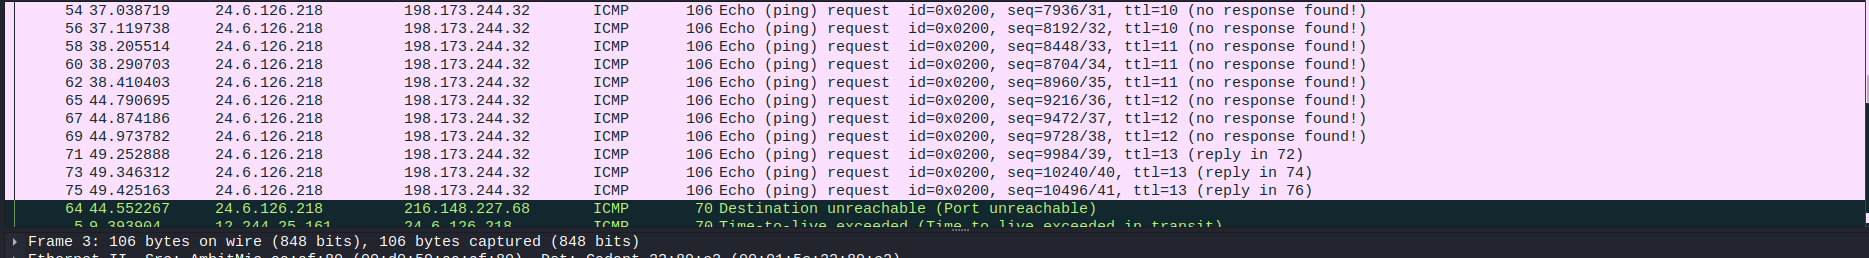 54 37.038719 24.6.126.218 198.173.244.32 ICMP 106 Echo (ping) request id=0x0200, seq=7936/31, ttl=10 (no response found!)
56 37.119738 24.6.126.218 198.173.244.32 ICMP 106 Echo (ping) request id=0x0200, seq=8192/32, ttl=10 (no response found!)
58 38.205514 24.6.126.218 198.173.244.32 ICMP 106 Echo (ping) request id=0x0200, seq=8448/33, ttl=11 (no response found!)
60 38.290703 24.6.126.218 198.173.244.32 ICMP 106 Echo (ping) request id=0x0200, seq=8704/34, ttl=11 (no response found!)
62 38.410403 24.6.126.218 198.173.244.32 ICMP 106 Echo (ping) request id=0x0200, seq=8960/35, ttl=11 (no response found!)
65 44.790695 24.6.126.218 198.173.244.32 ICMP 106 Echo (ping) request id=0x0200, seq=9216/36, ttl=12 (no response found!)
67 44.874186 24.6.126.218 198.173.244.32 ICMP 106 Echo (ping) request id=0x0200, seq=9472/37, ttl=12 (no response found!)
69 44.973782 24.6.126.218 198.173.244.32 ICMP 106 Echo (ping) request id=0x0200, seq=9728/38, ttl=12 (no response found!)
71 49.252888 24.6.126.218 198.173.244.32 ICMP 106 Echo (ping) request id=0x0200, seq=9984/39, ttl=13 (reply in 72)
73 49.346312 24.6.126.218 198.173.244.32 ICMP 106 Echo (ping) request id=0x0200, seq=10240/40, ttl=13 (reply in 74)
75 49.425163 24.6.126.218 198.173.244.32 ICMP 106 Echo (ping) request id=0x0200, seq=10496/41, ttl=13 (reply in 76)
64 44.552267 24.6.126.218 216.148.227.68 ICMP 70 Destination unreachable (Port unreachable)
5 9.393904 12.244.25.161 24.6.126.218 ICMP 70 Time-to-live exceeded (Time to live exceeded in transit)
Frame 3: 106 bytes on wire (848 bits), 106 bytes captured (848 bits)
Ethernet II, Src: